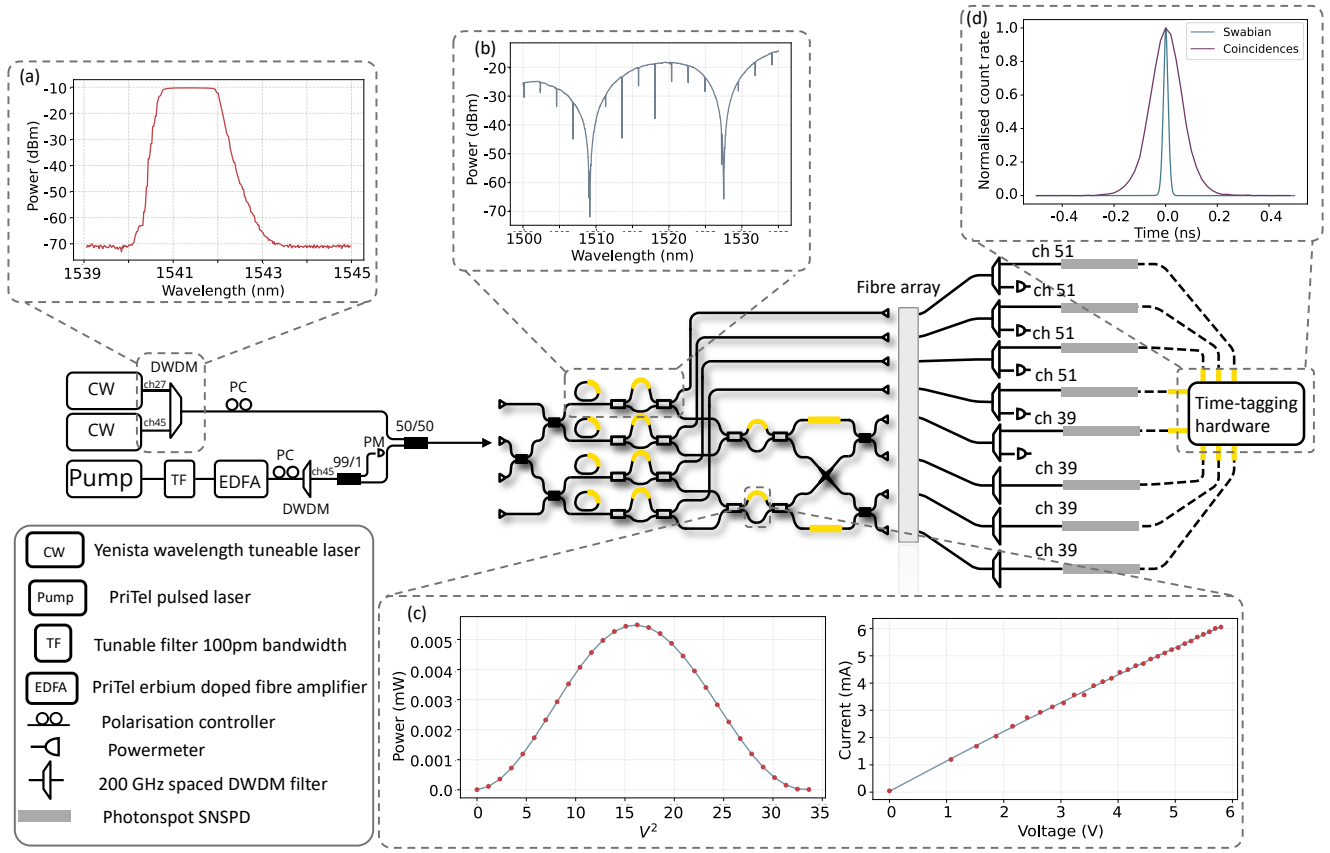 (a)
Power (dBm)
-10
-20
-30
-40
-50
-60
-70
1539
1541
1543
1545
Wavelength (nm)
(b)
Power (dBm)
-20
-30
-40
-50
-60
-70
1500
1510
1520
1530
Wavelength (nm)
(d)
Normalised count rate
1.0
0.8
0.6
0.4
0.2
0.0
Swabian
Coincidences
-0.4
-0.2
0.0
0.2
0.4
Time (ns)
DWDM
CW
ch27
CW
ch45
PC
50/50
PM
Pump
TF
EDFA
PC
ch45
DWDM
99/1
Fibre array
ch 51
ch 51
ch 51
ch 51
ch 39
ch 39
ch 39
ch 39
Time-tagging
hardware
CW
Yenista wavelength tuneable laser
Pump
PriTel pulsed laser
TF
Tunable filter 100pm bandwidth
EDFA
PriTel erbium doped fibre amplifier
Polarisation controller
Powermeter
200 GHz spaced DWDM filter
Photonspot SNSPD
(c)
Power (mW)
0.005
0.004
0.003
0.002
0.001
0.0
0
5
10
15
20
25
30
35
V²
Current (mA)
6
5
4
3
2
1
0
0
1
2
3
4
5
6
Voltage (V)